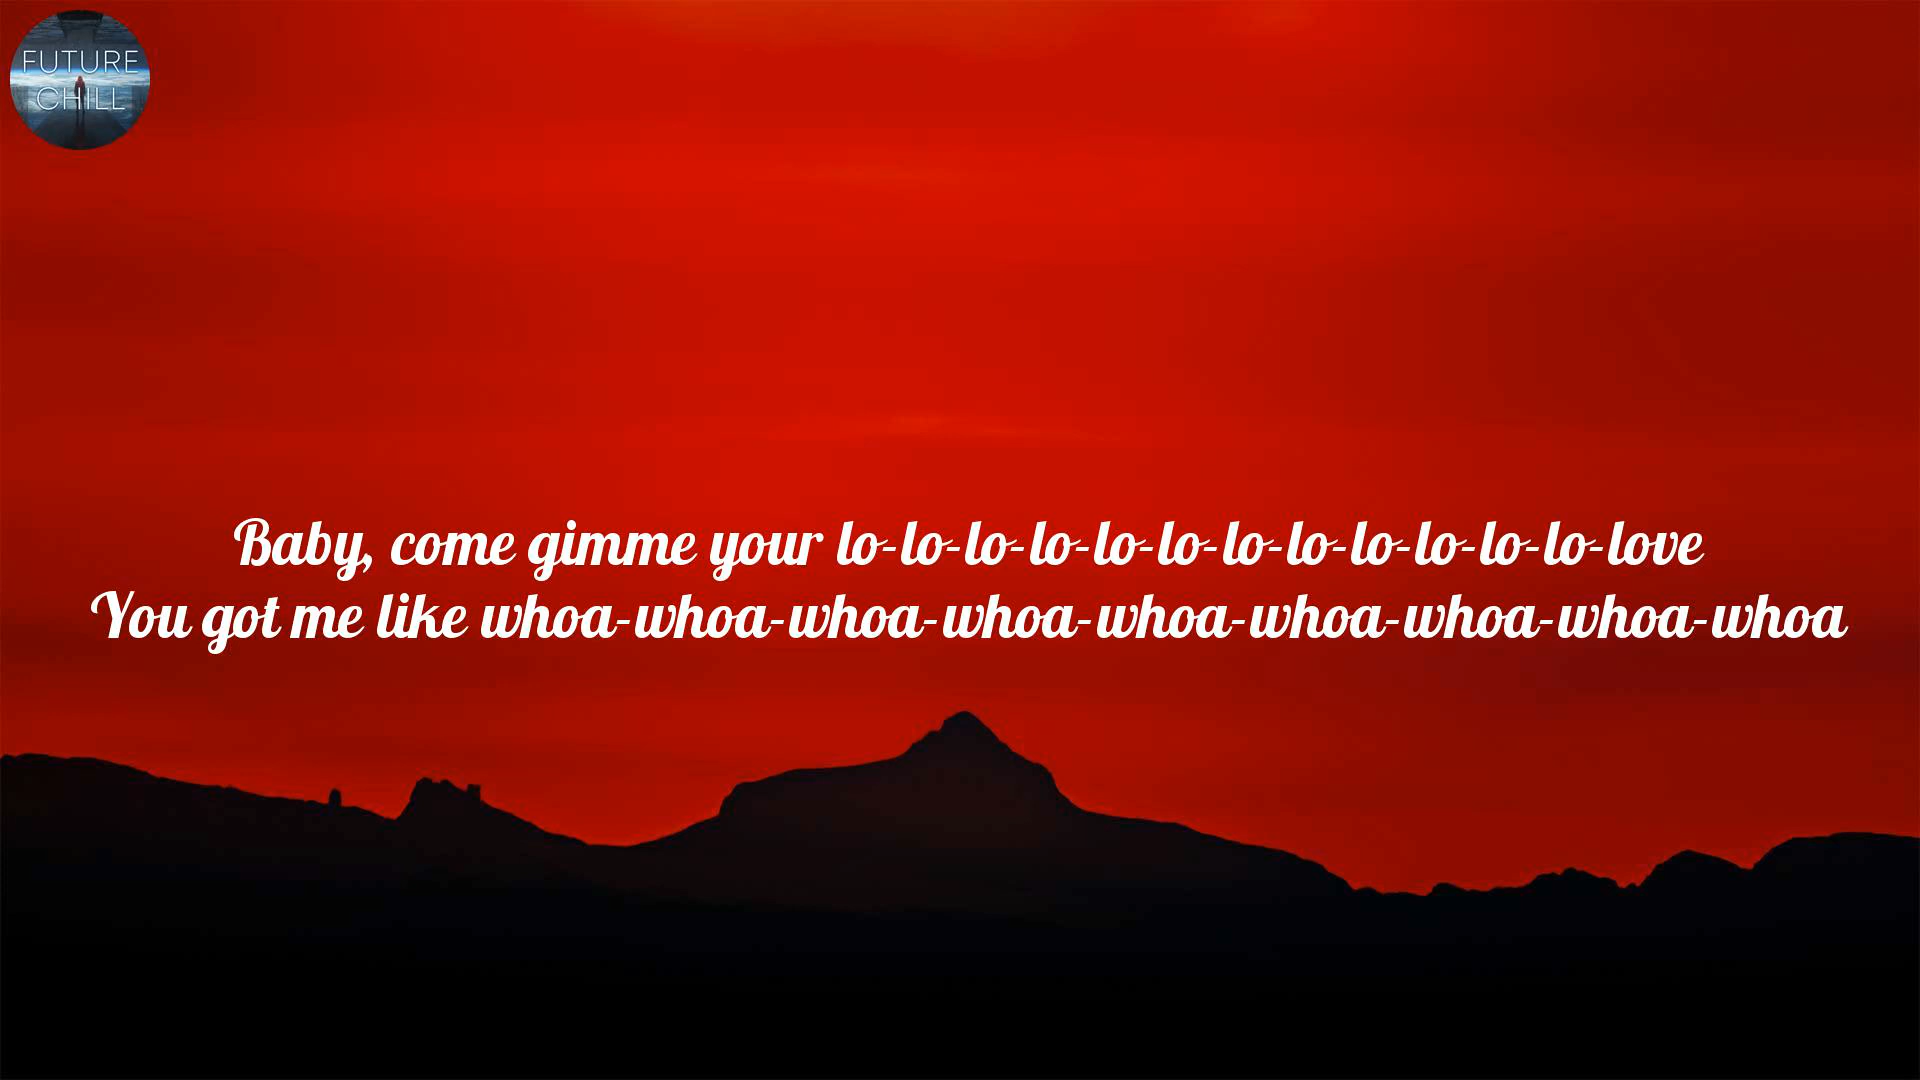 FUTURE
CHILL
Baby, come gimme your lo-lo-lo-lo-lo-lo-lo-lo-lo-lo-lo-lo-love
You got me like whoa-whoa-whoa-whoa-whoa-whoa-whoa-whoa-whoa